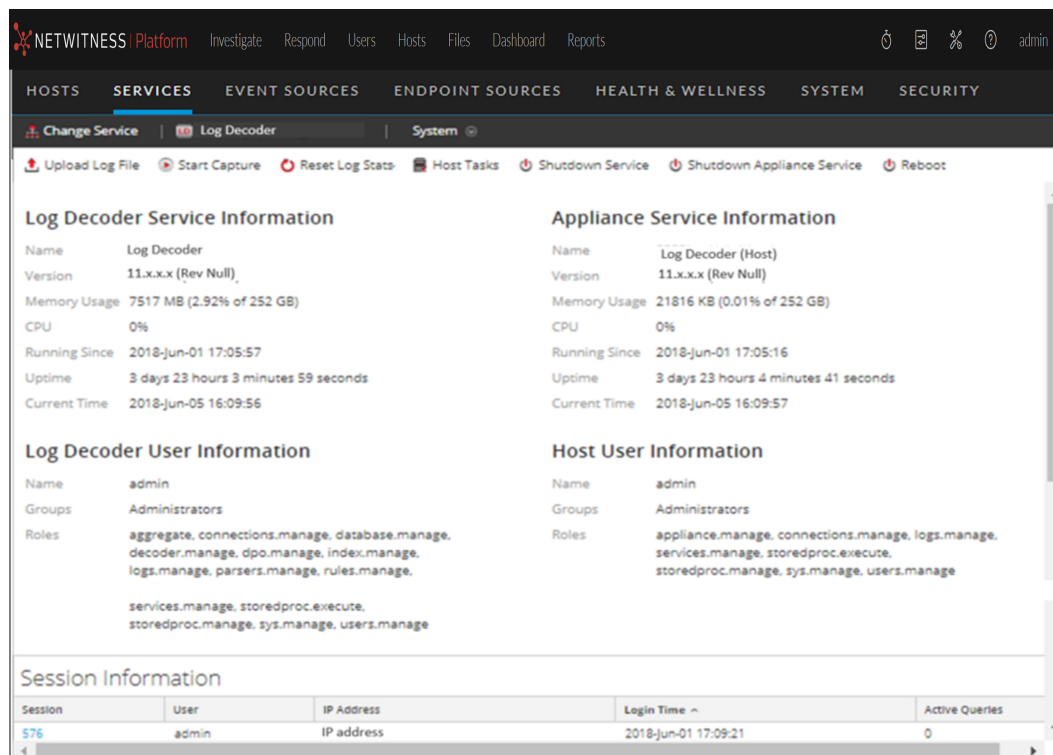 NETWITNESS | Platform Investigate Respond Users Hosts Files Dashboard Reports admin
HOSTS SERVICES EVENT SOURCES ENDPOINT SOURCES HEALTH & WELLNESS SYSTEM SECURITY
Change Service | LD Log Decoder | System
Upload Log File Start Capture Reset Log Stats Host Tasks Shutdown Service Shutdown Appliance Service Reboot
Log Decoder Service Information
Name Log Decoder
Version 11.x.x.x (Rev Null)
Memory Usage 7517 MB (2.92% of 252 GB)
CPU 0%
Running Since 2018-Jun-01 17:05:57
Uptime 3 days 23 hours 3 minutes 59 seconds
Current Time 2018-Jun-05 16:09:56
Appliance Service Information
Name Log Decoder (Host)
Version 11.x.x.x (Rev Null)
Memory Usage 21816 KB (0.01% of 252 GB)
CPU 0%
Running Since 2018-Jun-01 17:05:16
Uptime 3 days 23 hours 4 minutes 41 seconds
Current Time 2018-Jun-05 16:09:57
Log Decoder User Information
Name admin
Groups Administrators
Roles aggregate, connections.manage, database.manage,
decoder.manage, dpo.manage, index.manage,
logs.manage, parsers.manage, rules.manage,
services.manage, storedproc.execute,
storedproc.manage, sys.manage, users.manage
Host User Information
Name admin
Groups Administrators
Roles appliance.manage, connections.manage, logs.manage,
services.manage, storedproc.execute,
storedproc.manage, sys.manage, users.manage
Session Information
Session User IP Address Login Time Active Queries
576 admin IP address 2018-Jun-01 17:09:21 0